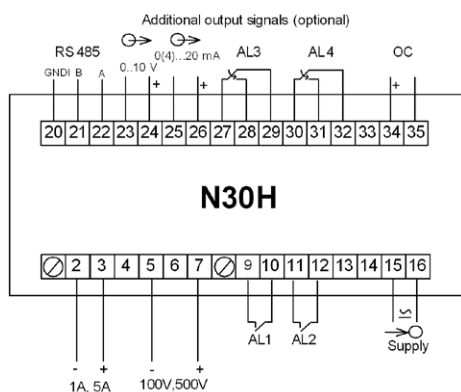 Additional output signals (optional)
RS 485 0(4)...20 mA AL3 AL4 OC
GNDI B A 0..10 V
+ + +
20 21 22 23 24 25 26 27 28 29 30 31 32 33 34 35
N30H
2 3 4 5 6 7 9 10 11 12 13 14 15 16
AL1 AL2
- + - + Supply
1A, 5A 100V,500V